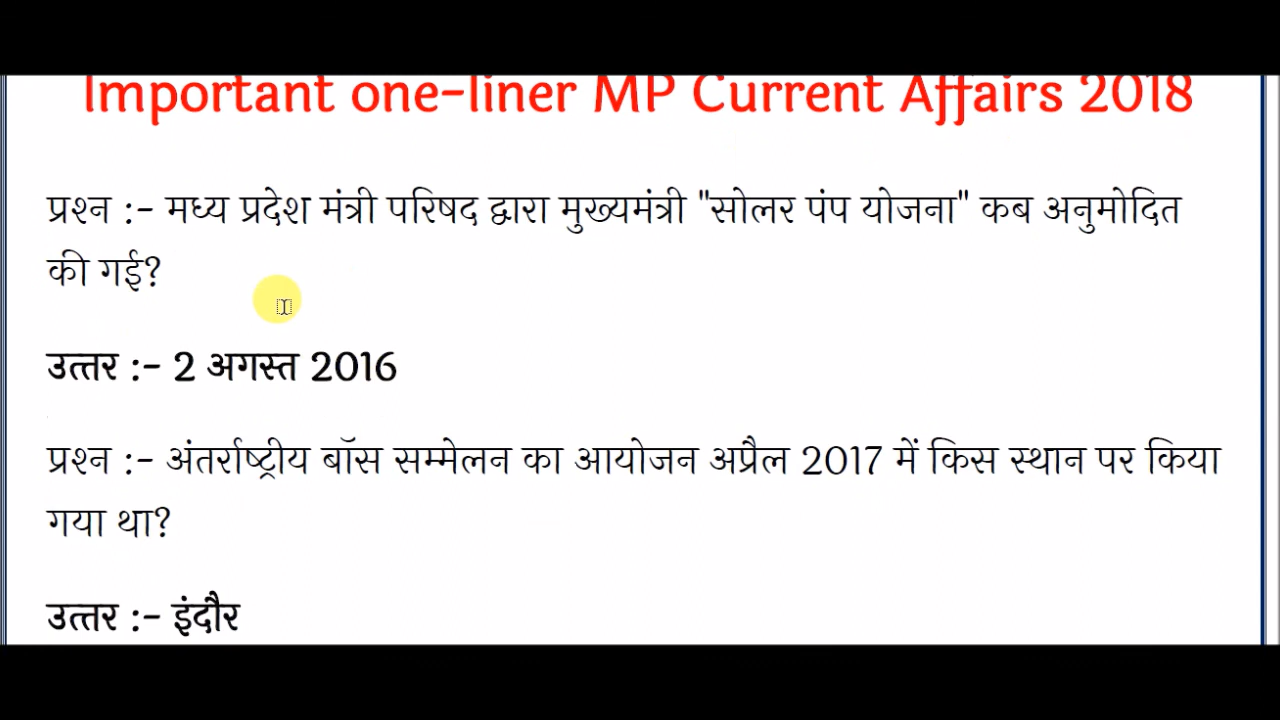 Important one-liner MP Current Affairs 2018
प्रश्न :- मध्य प्रदेश मंत्री परिषद द्वारा मुख्यमंत्री "सोलर पंप योजना" कब अनुमोदित
की गई?
उत्तर :- 2 अगस्त 2016
प्रश्न :- अंतर्राष्ट्रीय बॉस सम्मेलन का आयोजन अप्रैल 2017 में किस स्थान पर किया
गया था?
उत्तर :- इंदौर